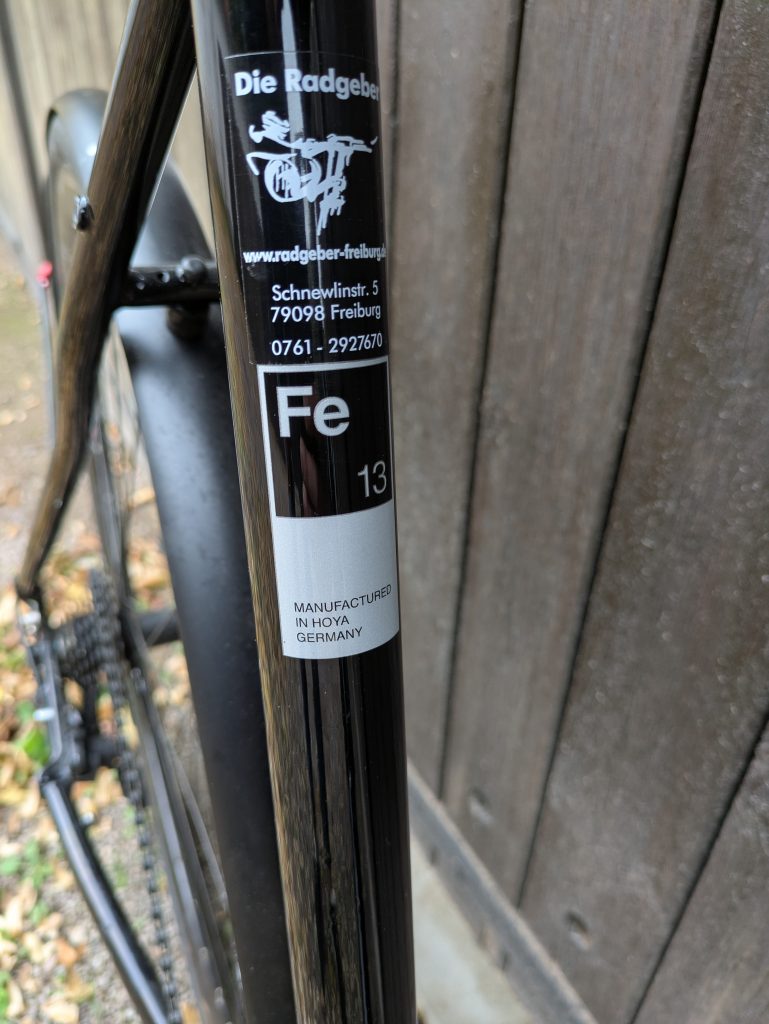 Die Radgeber
www.radgeber-freiburg.de
Schnewlinstr. 5
79098 Freiburg
0761 - 2927670
Fe
13
MANUFACTURED
IN HOYA
GERMANY